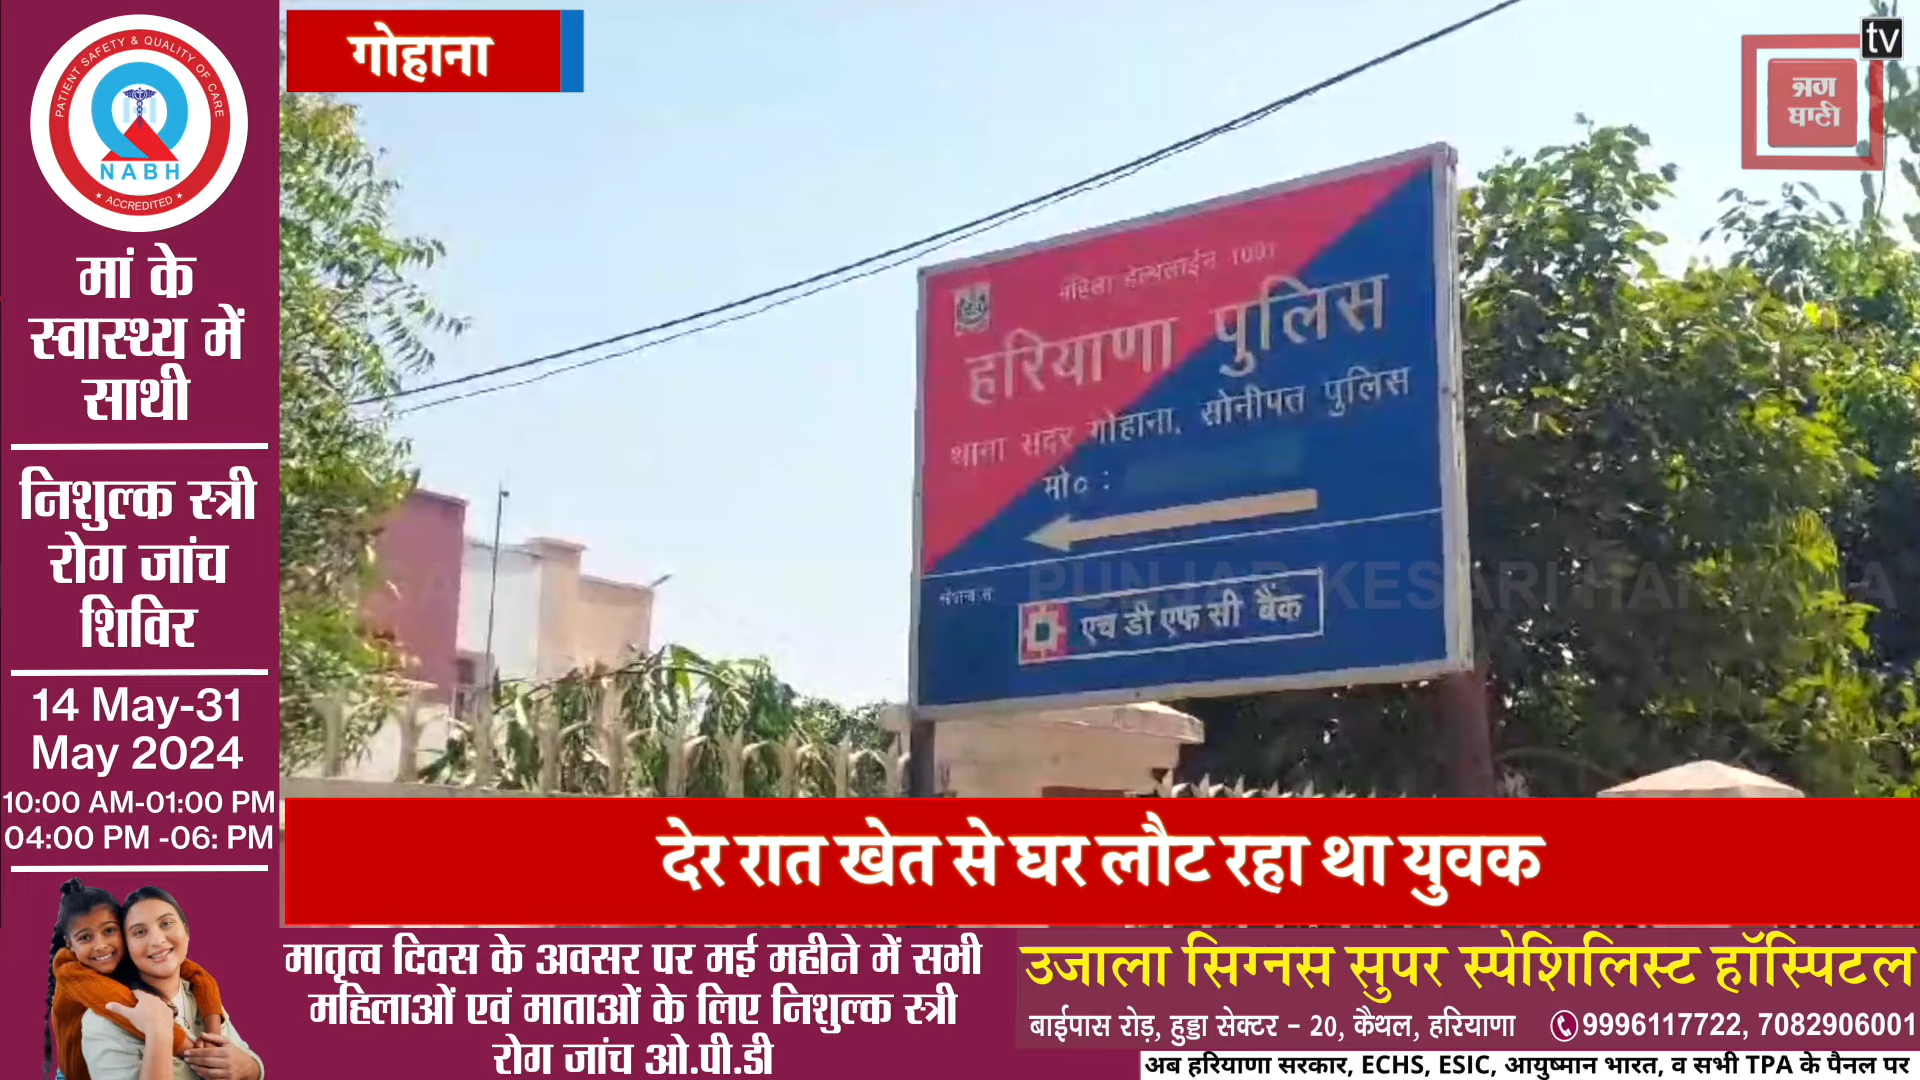 PATIENT SAFETY & QUALITY OF CARE
NABH
ACCREDITED
मां के
स्वास्थ्य में
साथी
निशुल्क स्त्री
रोग जांच
शिविर
14 May-31
May 2024
10:00 AM-01:00 PM
04:00 PM -06: PM
गोहाना
tv
महिला हेल्पलाईन 1091
हरियाणा पुलिस
थाना सदर गोहाना, सोनीपत पुलिस
मो० :
एच डी एफ सी बैंक
PUNJAB KESARI HARYANA
देर रात खेत से घर लौट रहा था युवक
मातृत्व दिवस के अवसर पर मई महीने में सभी
महिलाओं एवं माताओं के लिए निशुल्क स्त्री
रोग जांच ओ.पी.डी
उजाला सिग्नस सुपर स्पेशिलिस्ट हॉस्पिटल
बाईपास रोड़, हुड्डा सेक्टर – 20, कैथल, हरियाणा 9996117722, 7082906001
अब हरियाणा सरकार, ECHS, ESIC, आयुष्मान भारत, व सभी TPA के पैनल पर